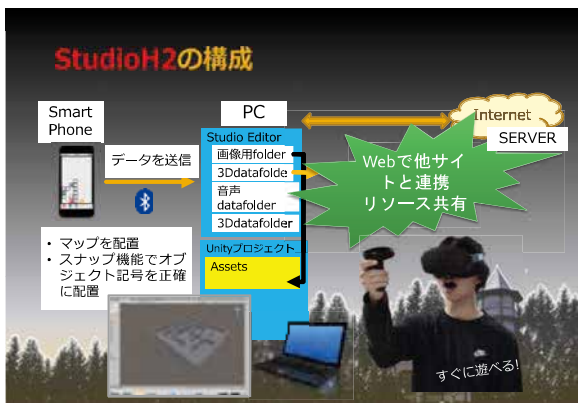 StudioH2の構成
Smart
Phone
PC
Internet
SERVER
データを送信
Studio Editor
画像用folder
3Ddatafolde
音声
datafolder
3Ddatafolder
Webで他サイ
トと連携
リソース共有
・ マップを配置
・ スナップ機能でオブ
ジェクト記号を正確
に配置
Unityプロジェクト
Assets
すぐに遊べる!